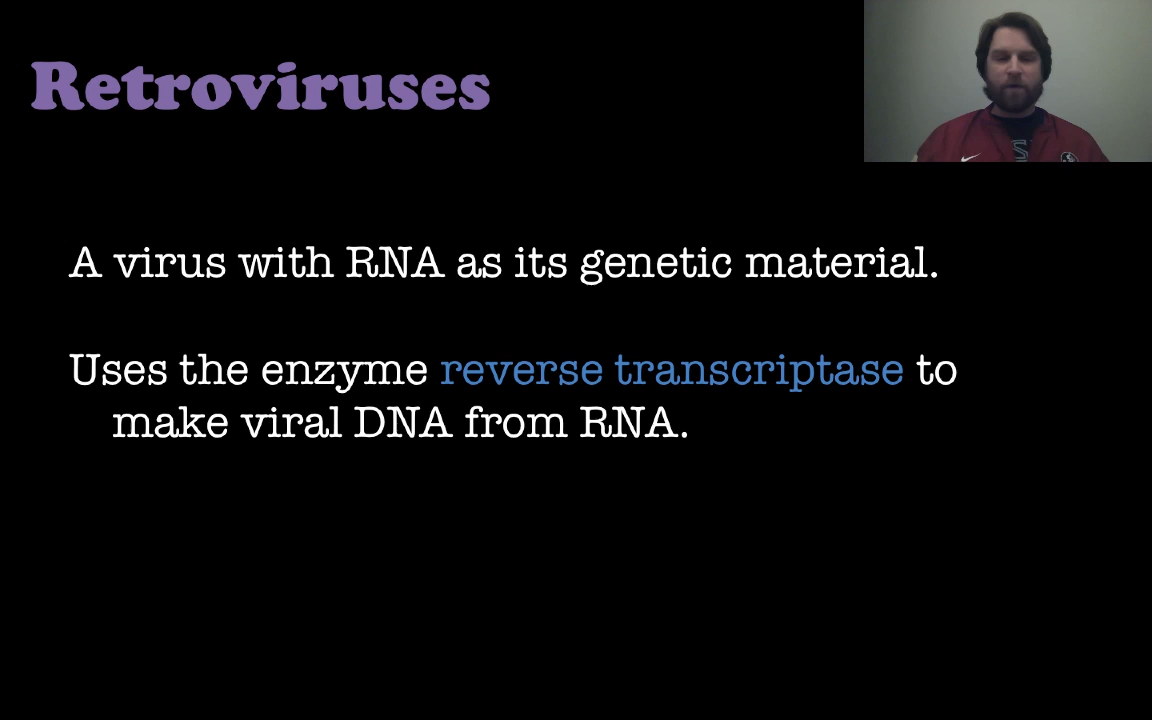 Retroviruses
A virus with RNA as its genetic material.
Uses the enzyme reverse transcriptase to
make viral DNA from RNA.